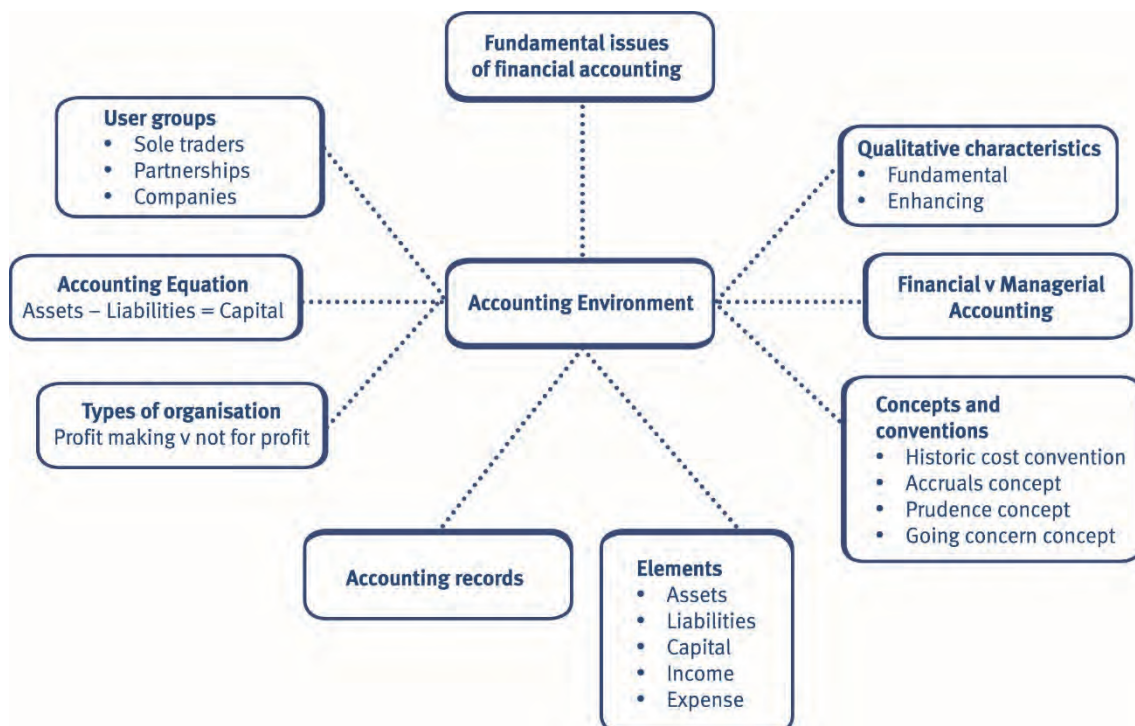 Fundamental issues
of financial accounting
User groups
• Sole traders
• Partnerships
• Companies
Qualitative characteristics
• Fundamental
• Enhancing
Accounting Equation
Assets – Liabilities = Capital
Accounting Environment
Financial v Managerial
Accounting
Types of organisation
Profit making v not for profit
Concepts and
conventions
• Historic cost convention
• Accruals concept
• Prudence concept
• Going concern concept
Accounting records
Elements
• Assets
• Liabilities
• Capital
• Income
• Expense